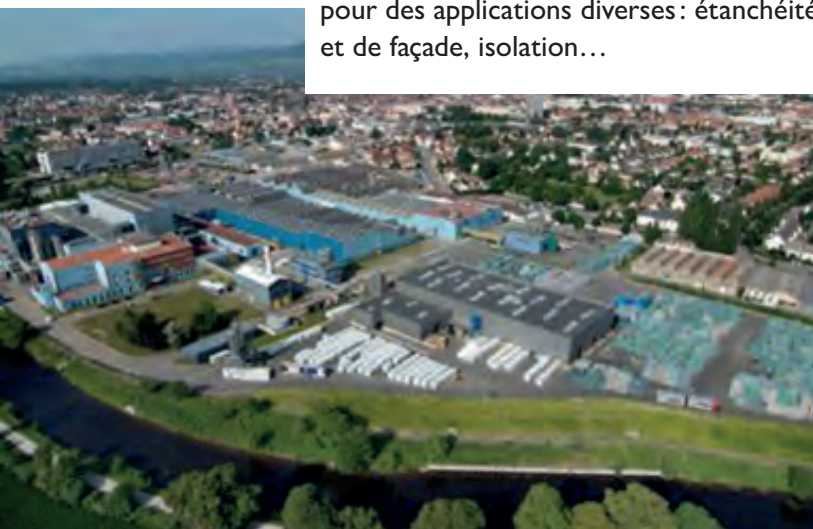 pour des applications diverses : étanchéité
et de façade, isolation…